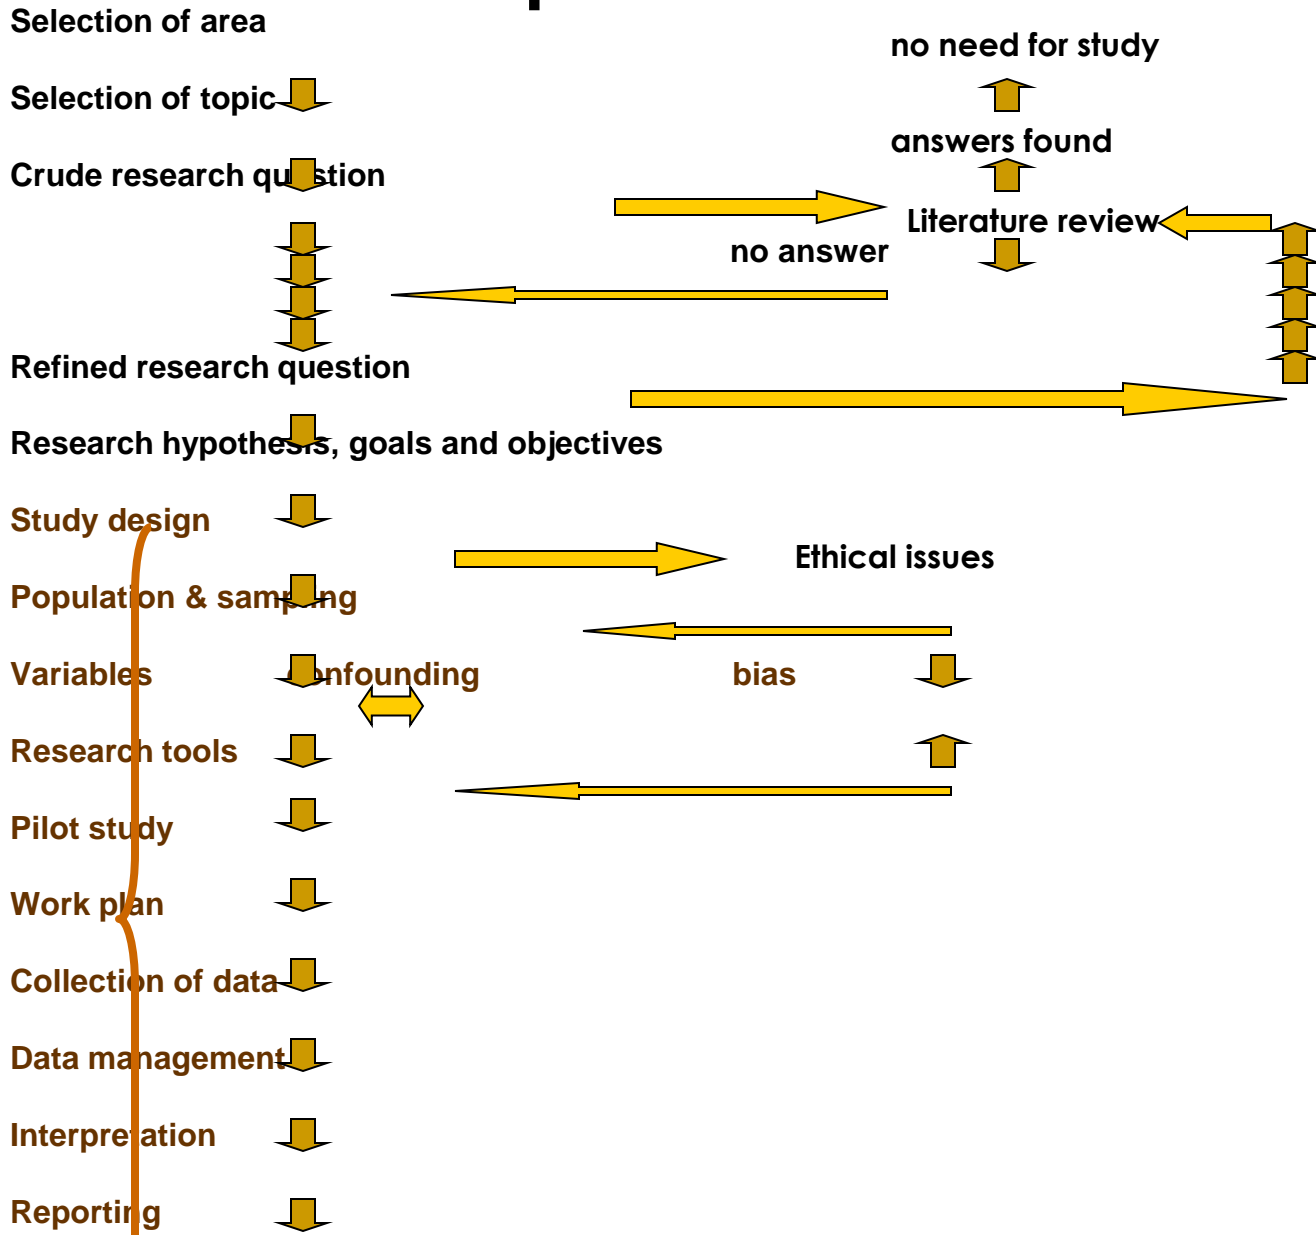 Selection of area
no need for study
Selection of topic
answers found
Crude research question
Literature review
no answer
Refined research question
Research hypothesis, goals and objectives
Study design
Ethical issues
Population & sampling
Variables confounding bias
Research tools
Pilot study
Work plan
Collection of data
Data management
Interpretation
Reporting